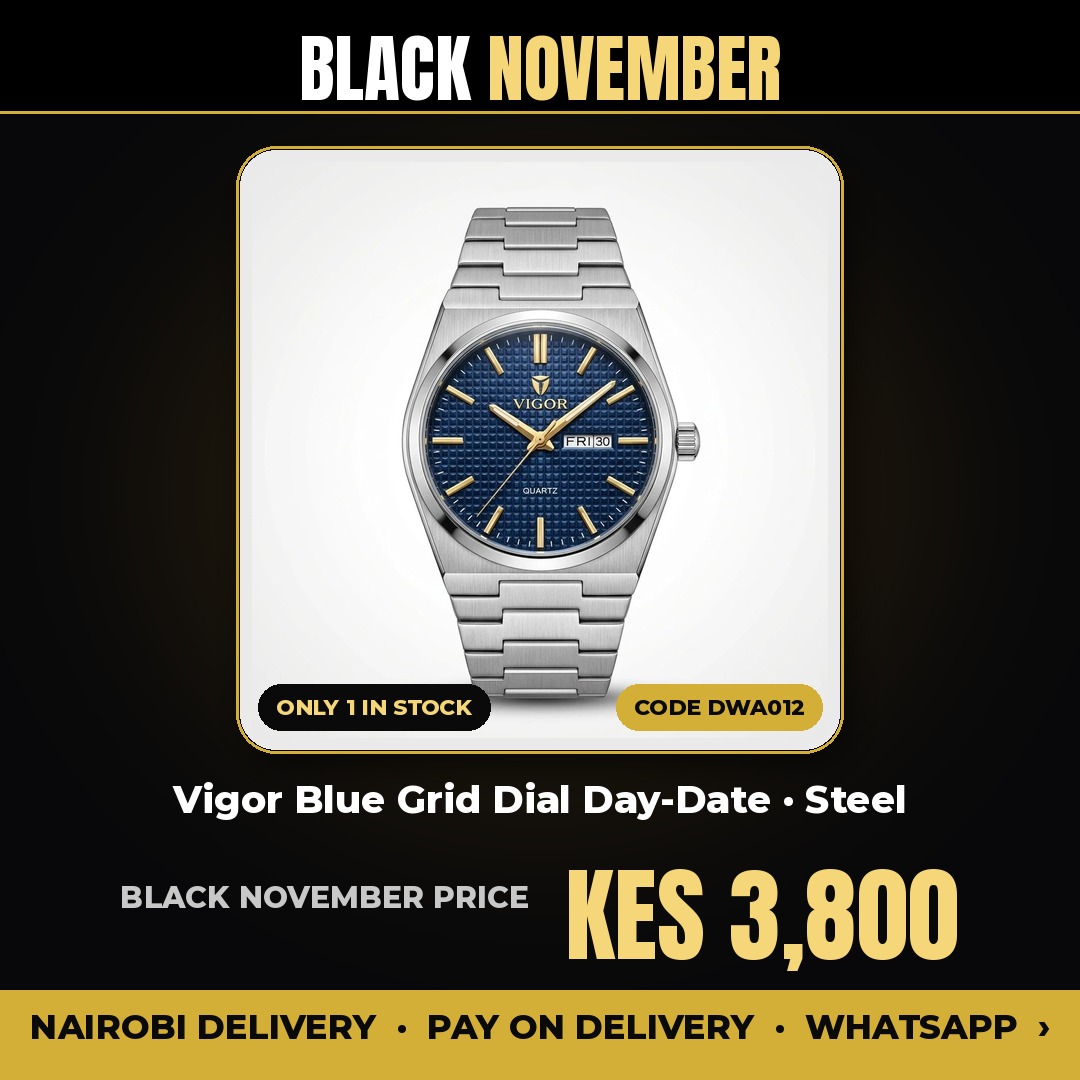 BLACK NOVEMBER
VIGOR
FRI 30
QUARTZ
ONLY 1 IN STOCK
CODE DWA012
Vigor Blue Grid Dial Day-Date • Steel
BLACK NOVEMBER PRICE
KES 3,800
NAIROBI DELIVERY • PAY ON DELIVERY • WHATSAPP ›